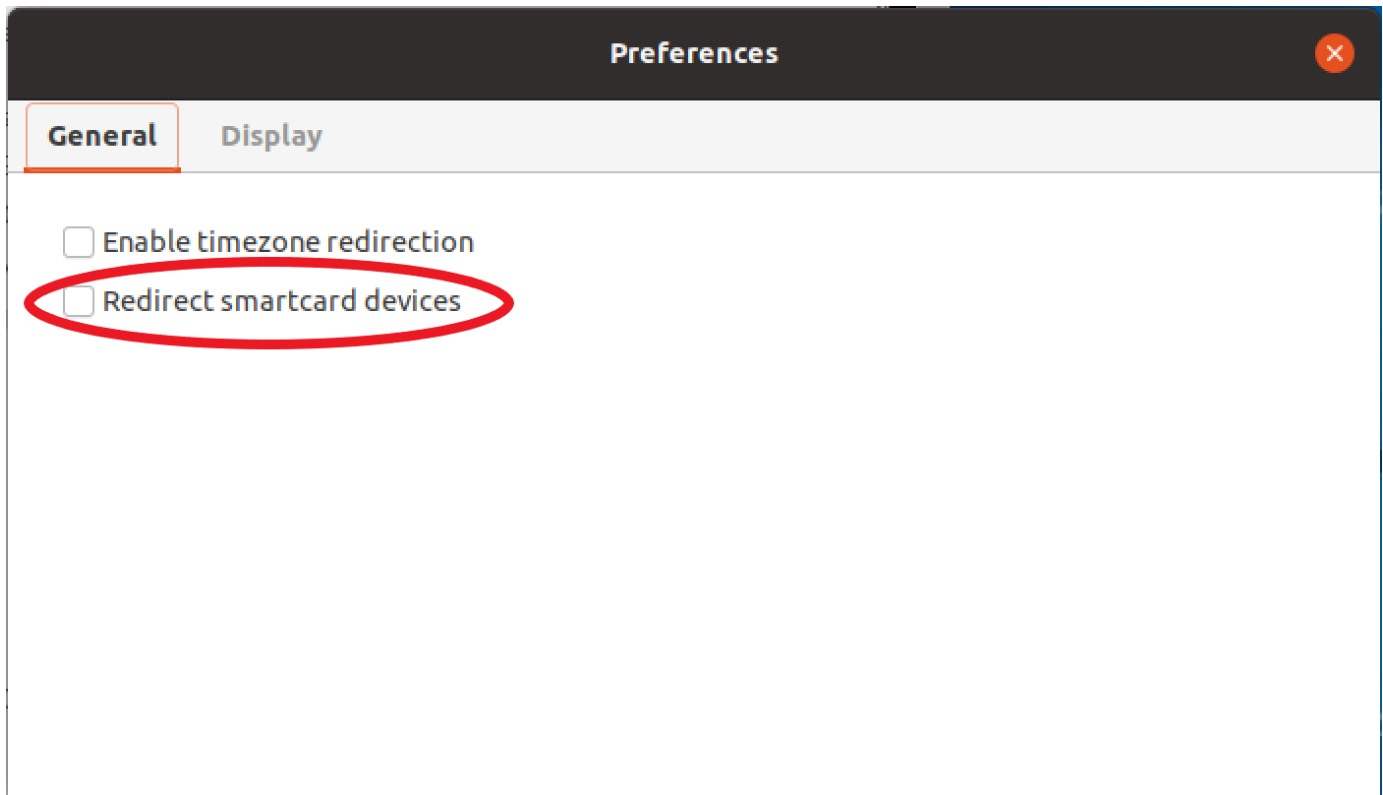 Preferences
General Display
Enable timezone redirection
Redirect smartcard devices